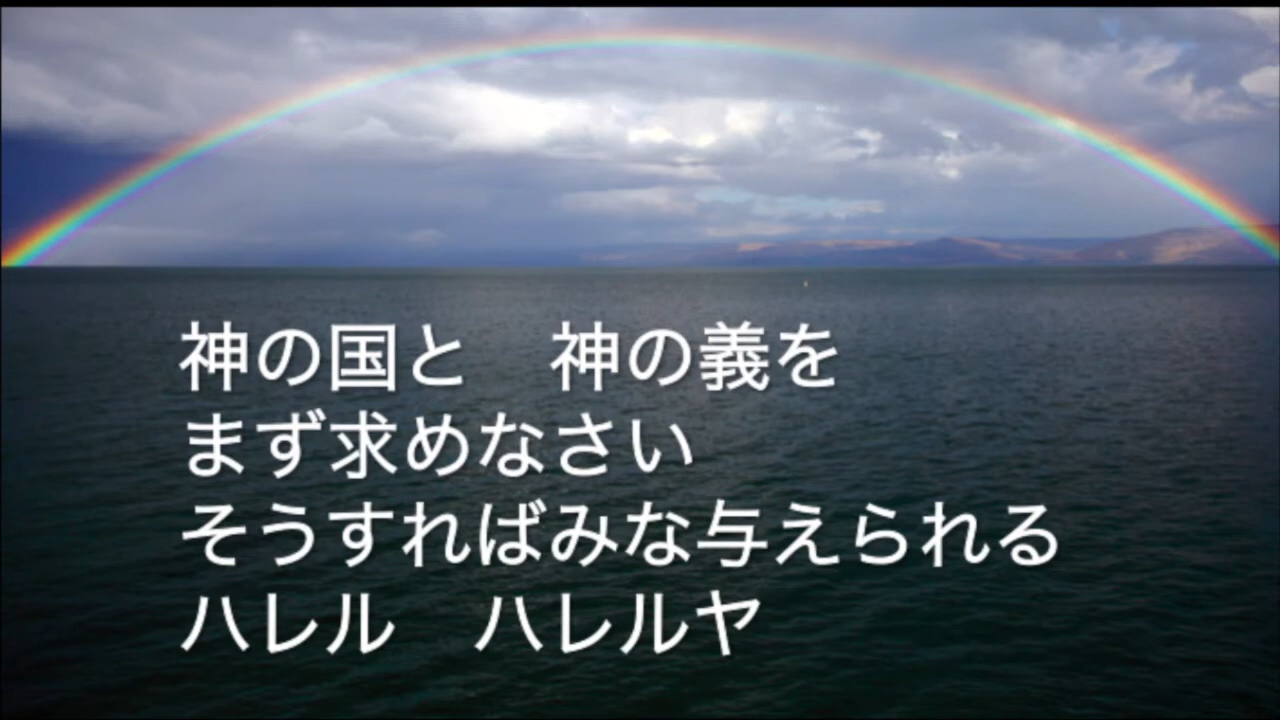 神の国と　神の義を
まず求めなさい
そうすればみな与えられる
ハレル　ハレルヤ